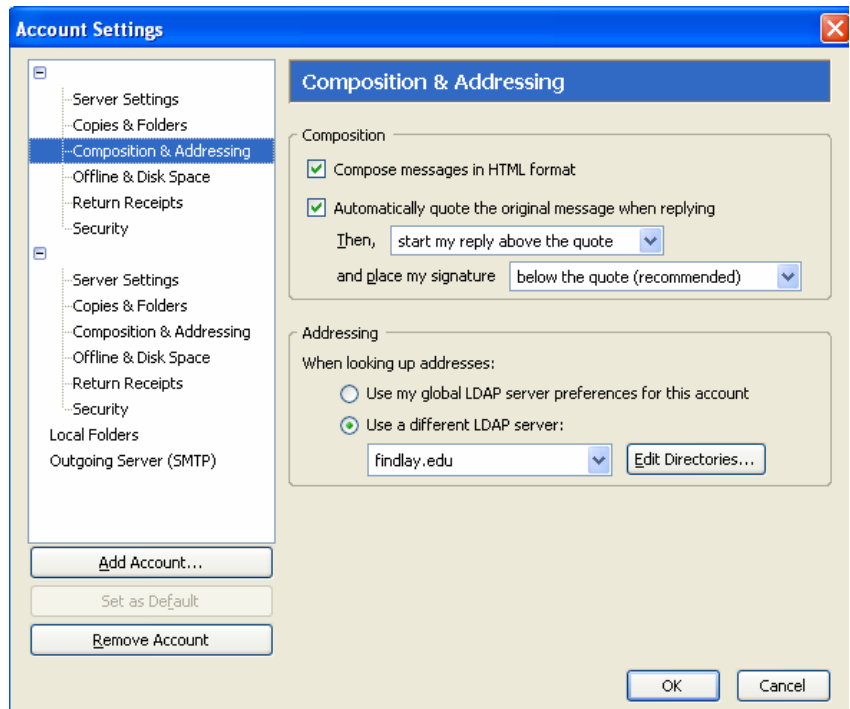 Account Settings
Server Settings
Copies & Folders
Composition & Addressing
Offline & Disk Space
Return Receipts
Security
Server Settings
Copies & Folders
Composition & Addressing
Offline & Disk Space
Return Receipts
Security
Local Folders
Outgoing Server (SMTP)
Add Account...
Set as Default
Remove Account
Composition & Addressing
Composition
Compose messages in HTML format
Automatically quote the original message when replying
Then, start my reply above the quote
and place my signature below the quote (recommended)
Addressing
When looking up addresses:
Use my global LDAP server preferences for this account
Use a different LDAP server:
findlay.edu Edit Directories...
OK Cancel